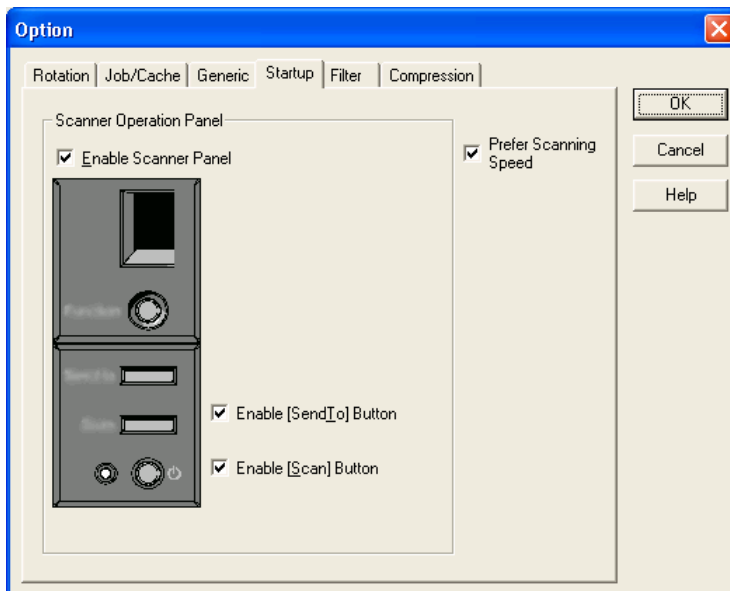 Option
Rotation Job/Cache Generic Startup Filter Compression
OK
Cancel
Help
Scanner Operation Panel
Enable Scanner Panel
Prefer Scanning
Speed
Function
Enable [SendTo] Button
Enable [Scan] Button